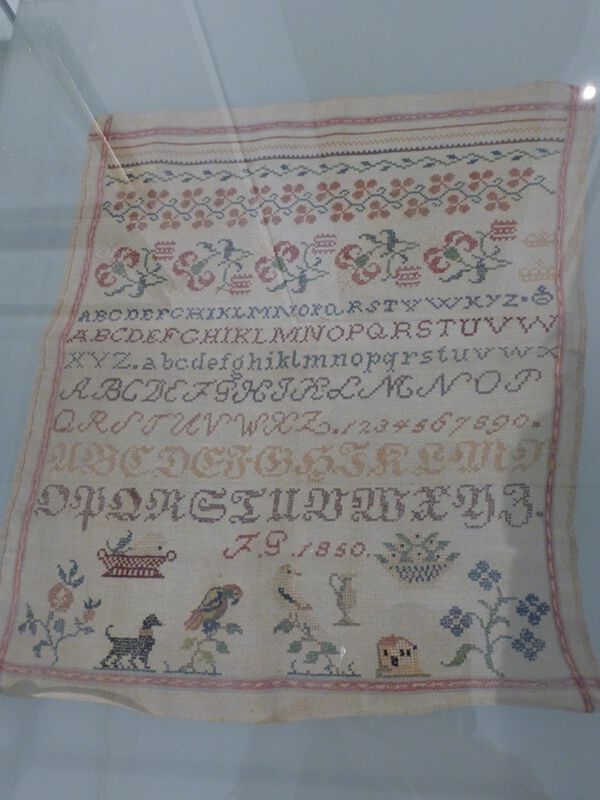 ABCDEFGHIKLMNOPQRSTVWXYZ.
ABCDEFGHIKLMNOPQRSTUVW
XYZ.abcdefghiklmnopqrstuvwx
ABCDEFGHIKLMNOP
QRSTUVWXZ.1234567890.
ABCDEFGHIKLMN
OPQRSTUVWXYZ.
F.G.1850.